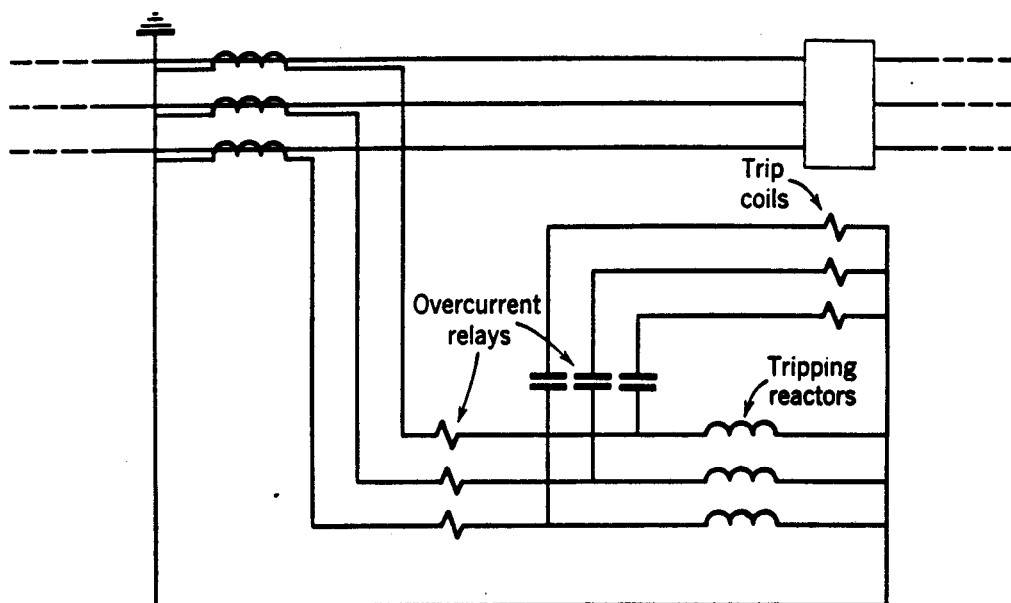 Trip
coils
Overcurrent
relays
Tripping
reactors